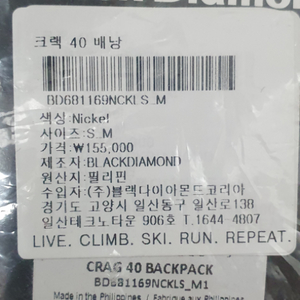 크랙 40 배낭
BD681169NCKLS_M
색상:Nickel
사이즈:S_M
가격:₩155,000
제조자:BLACKDIAMOND
원산지:필리핀
수입자:(주)블랙다이아몬드코리아
경기도 고양시 일산동구 일산로138
일산테크노타운 906호 T.1644-4807
LIVE. CLIMB. SKI. RUN. REPEAT.
CRAG 40 BACKPACK
BD681169NCKLS_M1
Made in the Philippines / Fabriqué aux Philippines